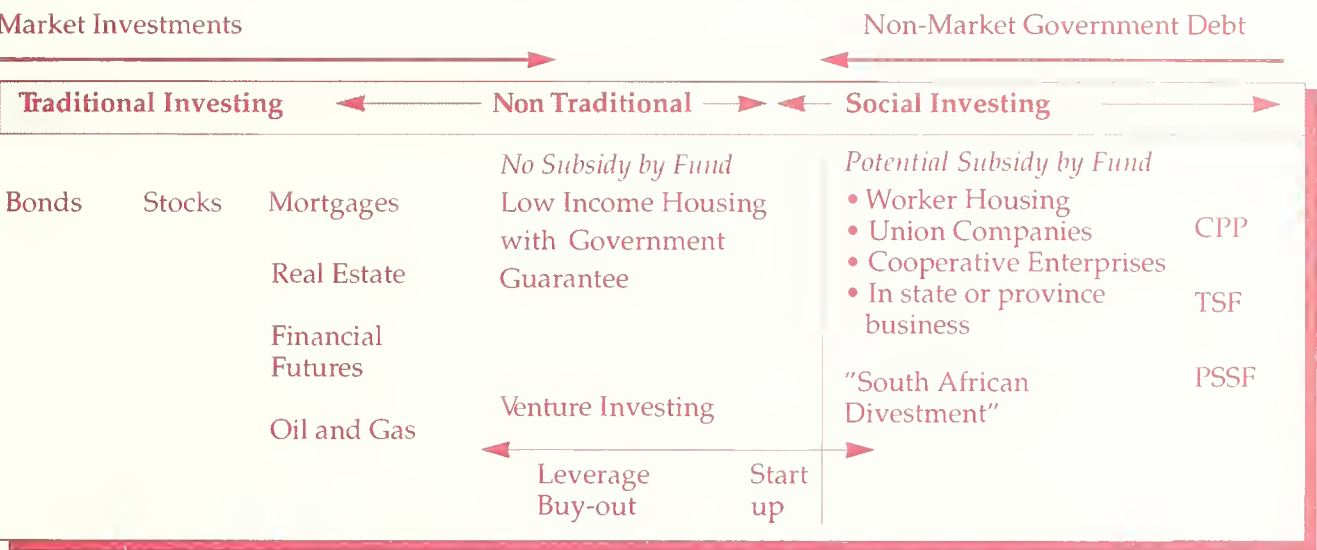 Market Investments
Non-Market Government Debt
Traditional Investing
Non Traditional
Social Investing
Bonds
Stocks
Mortgages
Real Estate
Financial
Futures
Oil and Gas
No Subsidy by Fund
Low Income Housing
with Government
Guarantee
Venture Investing
Leverage
Buy-out
Start
up
Potential Subsidy by Fund
• Worker Housing
• Union Companies
• Cooperative Enterprises
• In state or province
business
"South African
Divestment"
CPP
TSF
PSSF